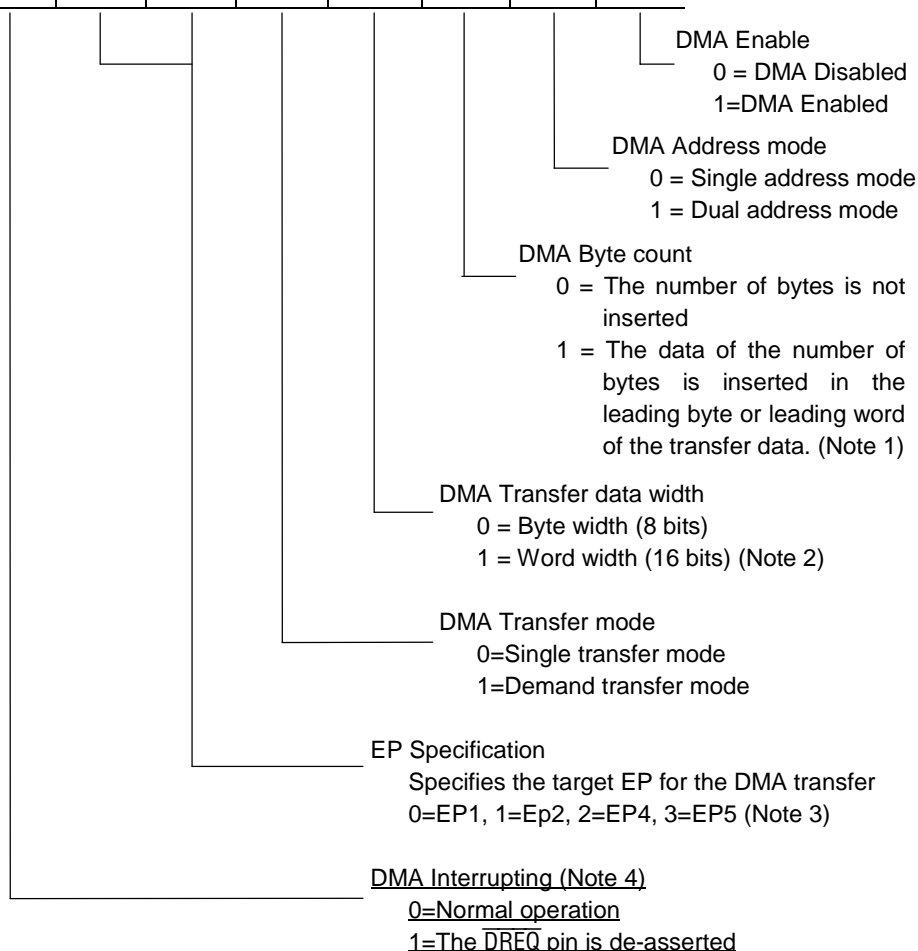 DMA Enable
0 = DMA Disabled
1=DMA Enabled
DMA Address mode
0 = Single address mode
1 = Dual address mode
DMA Byte count
0 = The number of bytes is not
inserted
1 = The data of the number of
bytes is inserted in the
leading byte or leading word
of the transfer data. (Note 1)
DMA Transfer data width
0 = Byte width (8 bits)
1 = Word width (16 bits) (Note 2)
DMA Transfer mode
0=Single transfer mode
1=Demand transfer mode
EP Specification
Specifies the target EP for the DMA transfer
0=EP1, 1=Ep2, 2=EP4, 3=EP5 (Note 3)
DMA Interrupting (Note 4)
0=Normal operation
1=The DREQ pin is de-asserted